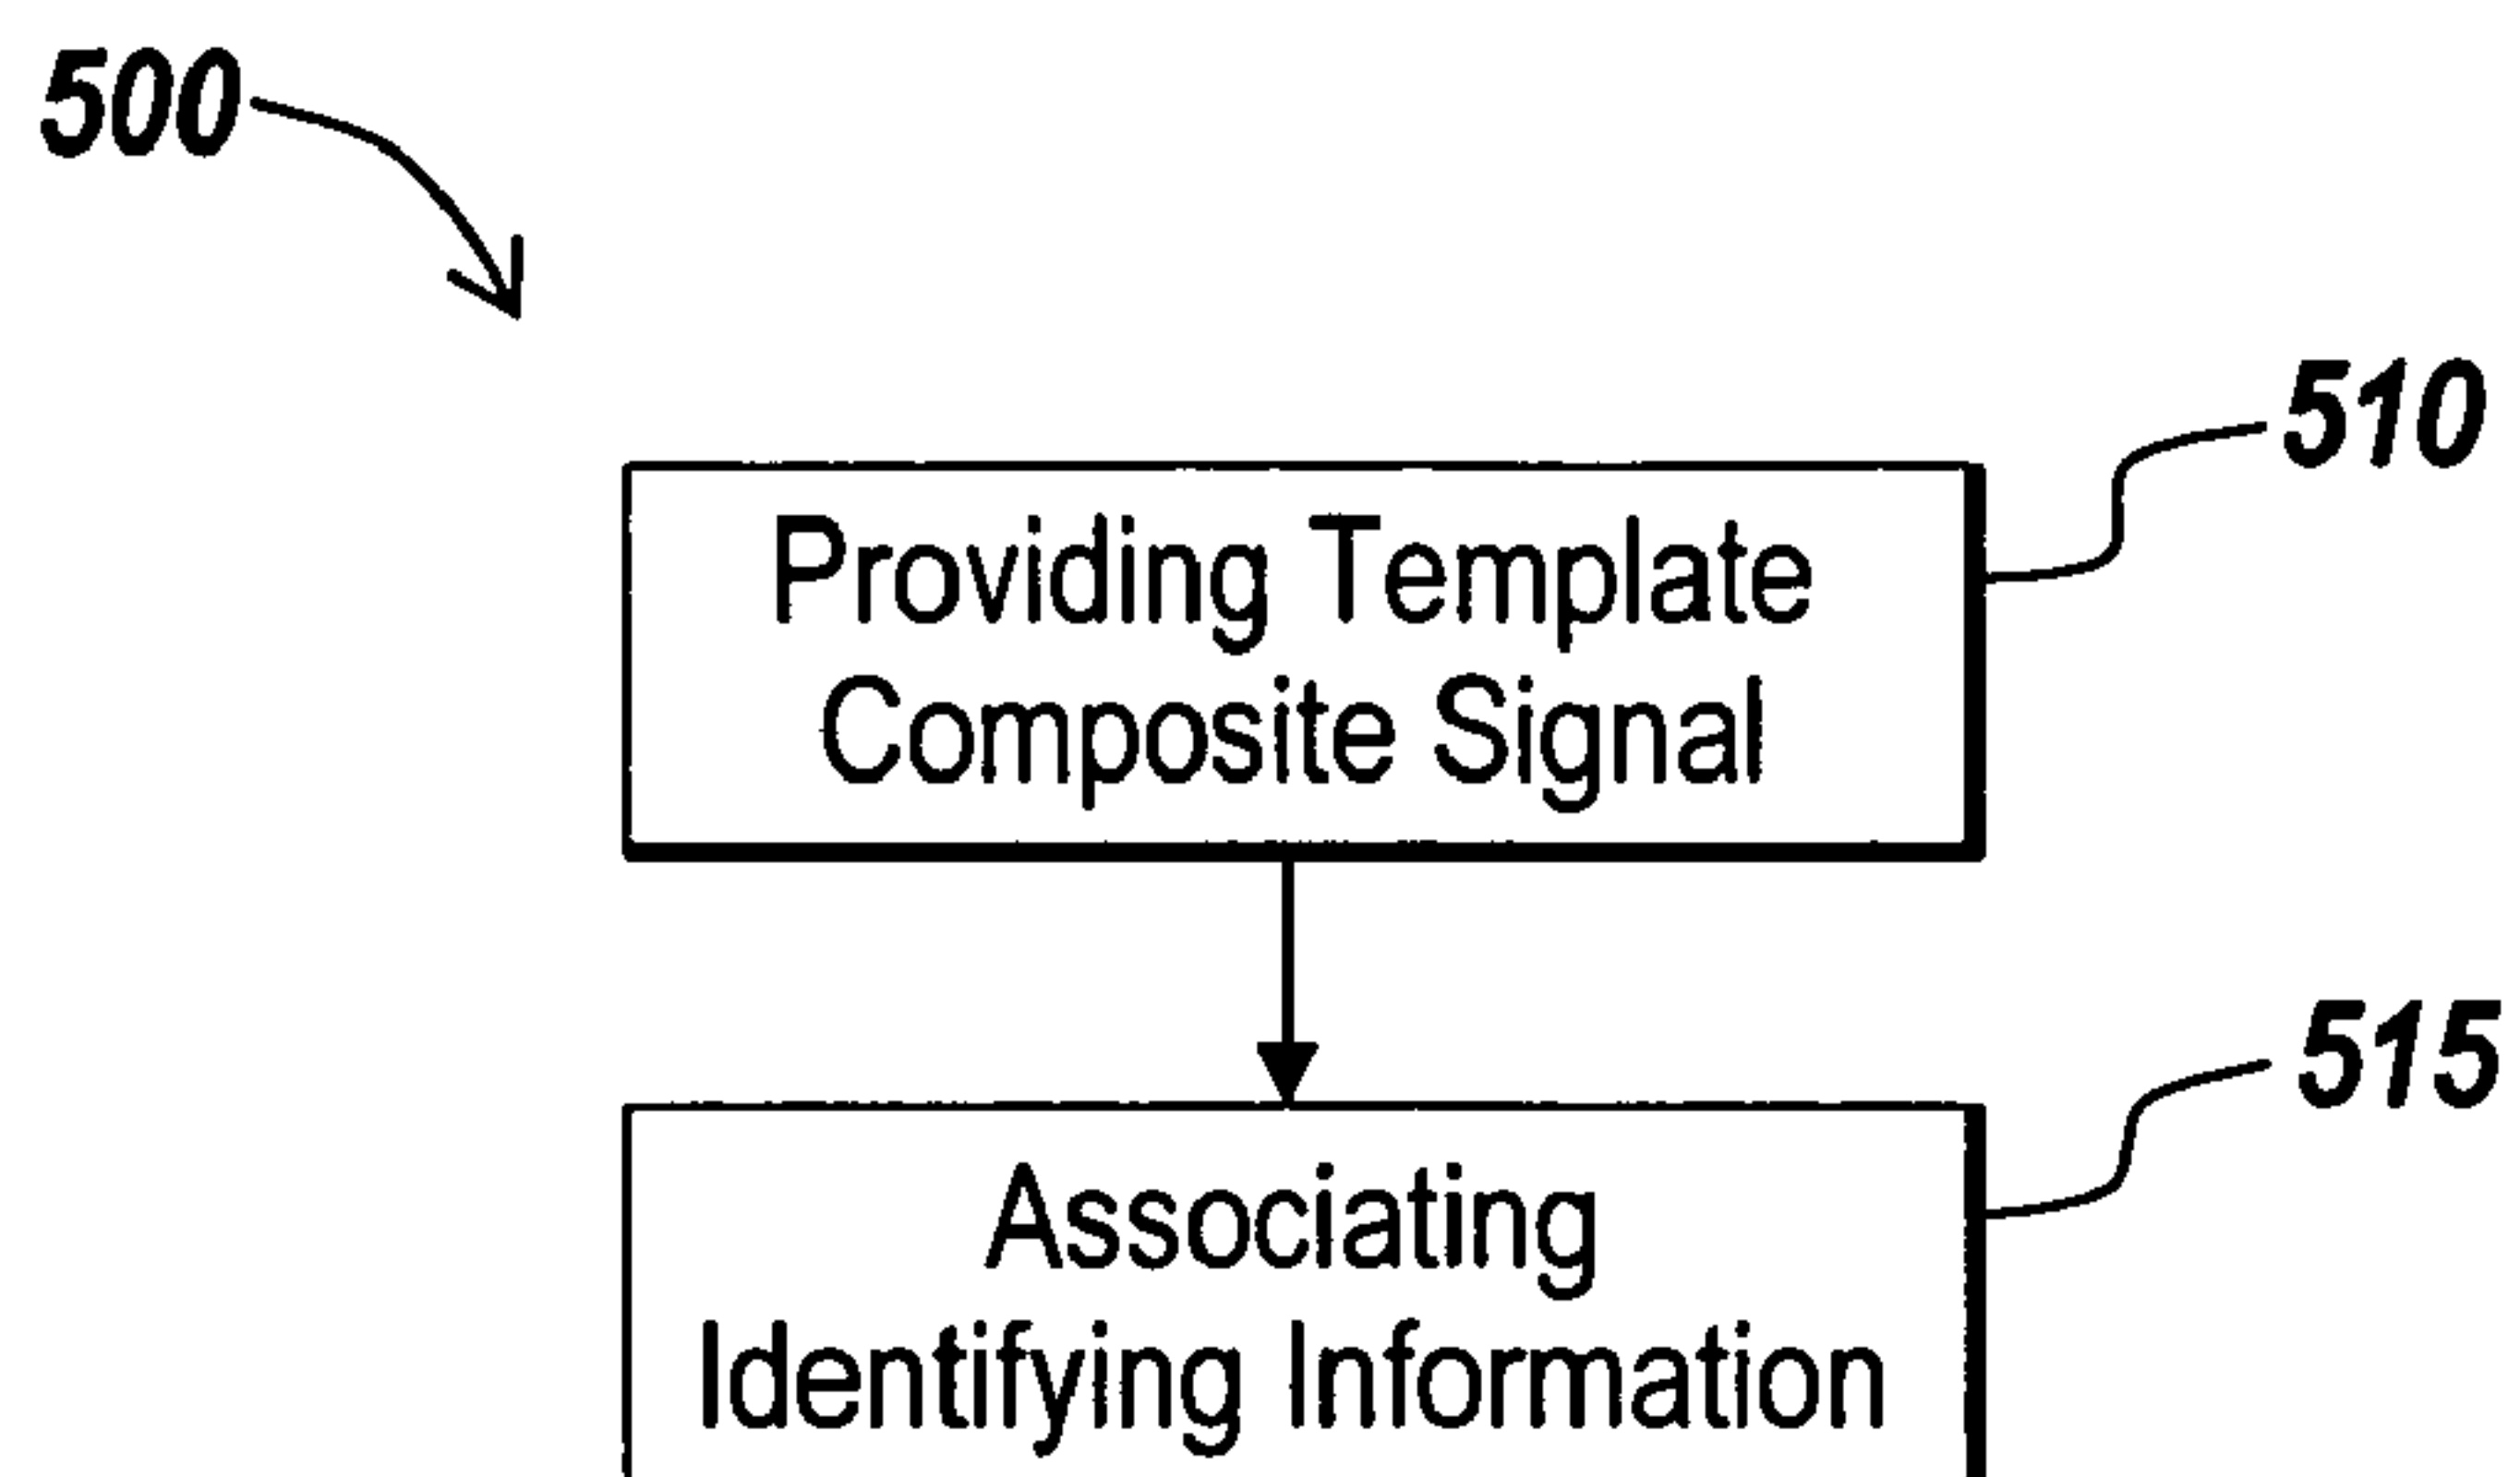 500
510
Providing Template
Composite Signal
515
Associating
Identifying Information